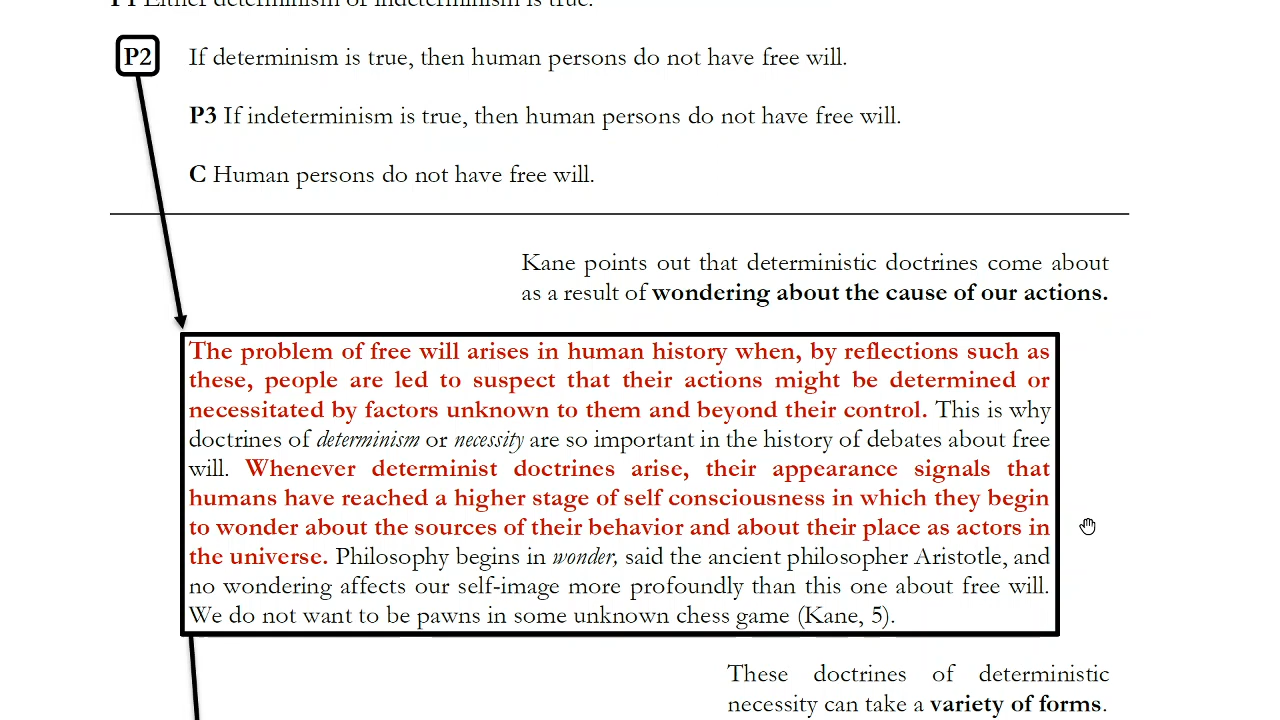 P1 Either determinism or indeterminism is true.
P2 If determinism is true, then human persons do not have free will.
P3 If indeterminism is true, then human persons do not have free will.
C Human persons do not have free will.
Kane points out that deterministic doctrines come about
as a result of wondering about the cause of our actions.
The problem of free will arises in human history when, by reflections such as
these, people are led to suspect that their actions might be determined or
necessitated by factors unknown to them and beyond their control. This is why
doctrines of determinism or necessity are so important in the history of debates about free
will. Whenever determinist doctrines arise, their appearance signals that
humans have reached a higher stage of self consciousness in which they begin
to wonder about the sources of their behavior and about their place as actors in
the universe. Philosophy begins in wonder, said the ancient philosopher Aristotle, and
no wondering affects our self-image more profoundly than this one about free will.
We do not want to be pawns in some unknown chess game (Kane, 5).
These doctrines of deterministic
necessity can take a variety of forms.